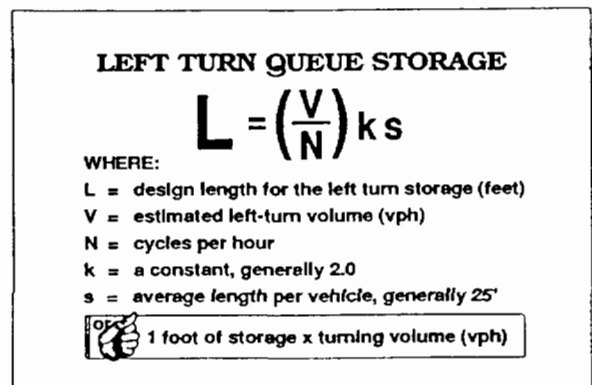 LEFT TURN QUEUE STORAGE
L = (V/N) k s
WHERE:
L = design length for the left turn storage (feet)
V = estimated left-turn volume (vph)
N = cycles per hour
k = a constant, generally 2.0
s = average length per vehicle, generally 25'
OR 1 foot of storage x turning volume (vph)